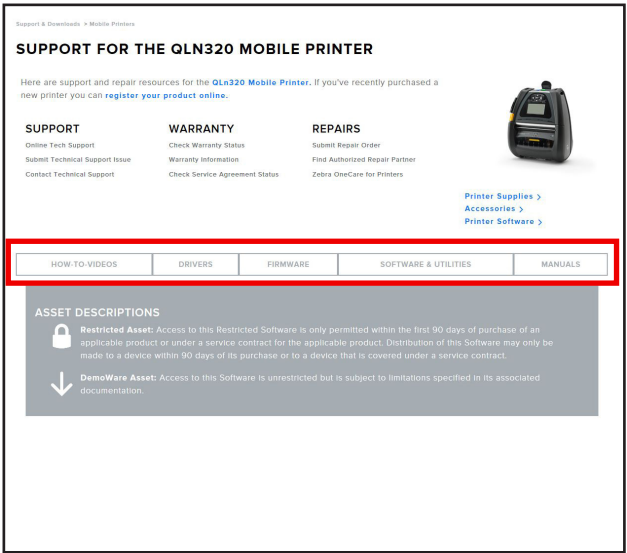 Support & Downloads > Mobile Printers
SUPPORT FOR THE QLN320 MOBILE PRINTER
Here are support and repair resources for the QLn320 Mobile Printer. If you've recently purchased a
new printer you can register your product online.
SUPPORT
Online Tech Support
Submit Technical Support Issue
Contact Technical Support
WARRANTY
Check Warranty Status
Warranty Information
Check Service Agreement Status
REPAIRS
Submit Repair Order
Find Authorized Repair Partner
Zebra OneCare for Printers
Printer Supplies >
Accessories >
Printer Software >
HOW-TO-VIDEOS
DRIVERS
FIRMWARE
SOFTWARE & UTILITIES
MANUALS
ASSET DESCRIPTIONS
Restricted Asset: Access to this Restricted Software is only permitted within the first 90 days of purchase of an
applicable product or under a service contract for the applicable product. Distribution of this Software may only be
made to a device within 90 days of its purchase or to a device that is covered under a service contract.
DemoWare Asset: Access to this Software is unrestricted but is subject to limitations specified in its associated
documentation.